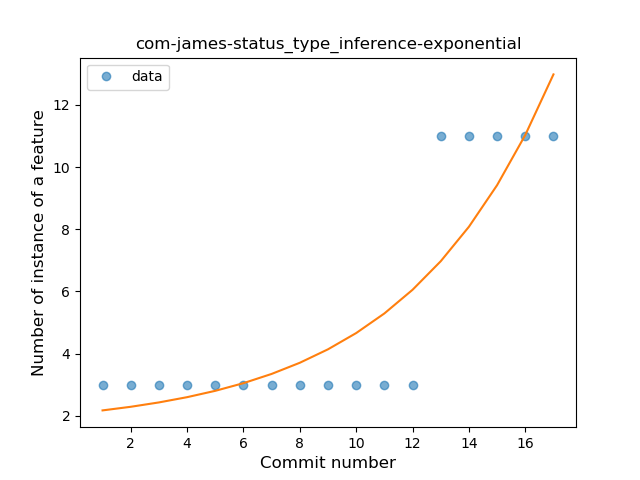 com-james-status_type_inference-exponential
data
Number of instance of a feature
12
10
8
6
4
2
2 4 6 8 10 12 14 16
Commit number